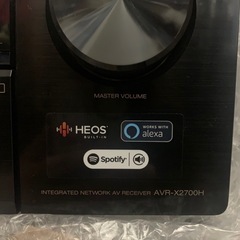 MASTER VOLUME
HEOS
BUILT-IN
WORKS WITH
alexa
Spotify
INTEGRATED NETWORK AV RECEIVER AVR-X2700H